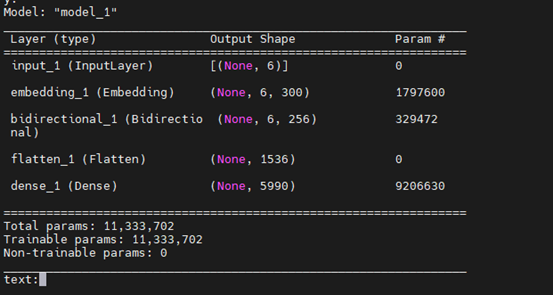 y.
Model: "model_1"
Layer (type) Output Shape Param #
input_1 (InputLayer) [(None, 6)] 0
embedding_1 (Embedding) (None, 6, 300) 1797600
bidirectional_1 (Bidirectio (None, 6, 256) 329472
nal)
flatten_1 (Flatten) (None, 1536) 0
dense_1 (Dense) (None, 5990) 9206630
Total params: 11,333,702
Trainable params: 11,333,702
Non-trainable params: 0
text: